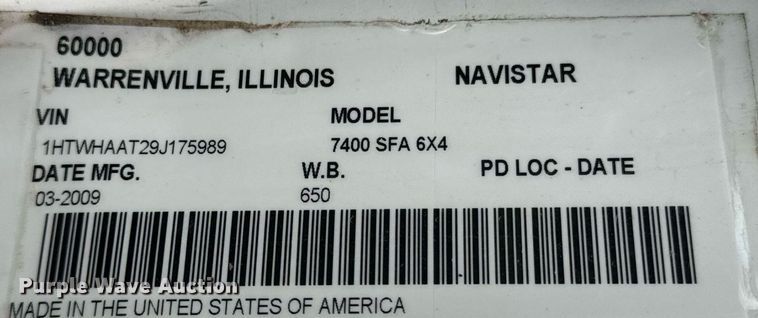 60000
WARRENVILLE, ILLINOIS NAVISTAR
VIN MODEL
1HTWHAAT29J175989 7400 SFA 6X4
DATE MFG. W.B. PD LOC - DATE
03-2009 650
Purple Wave Auction
MADE IN THE UNITED STATES OF AMERICA